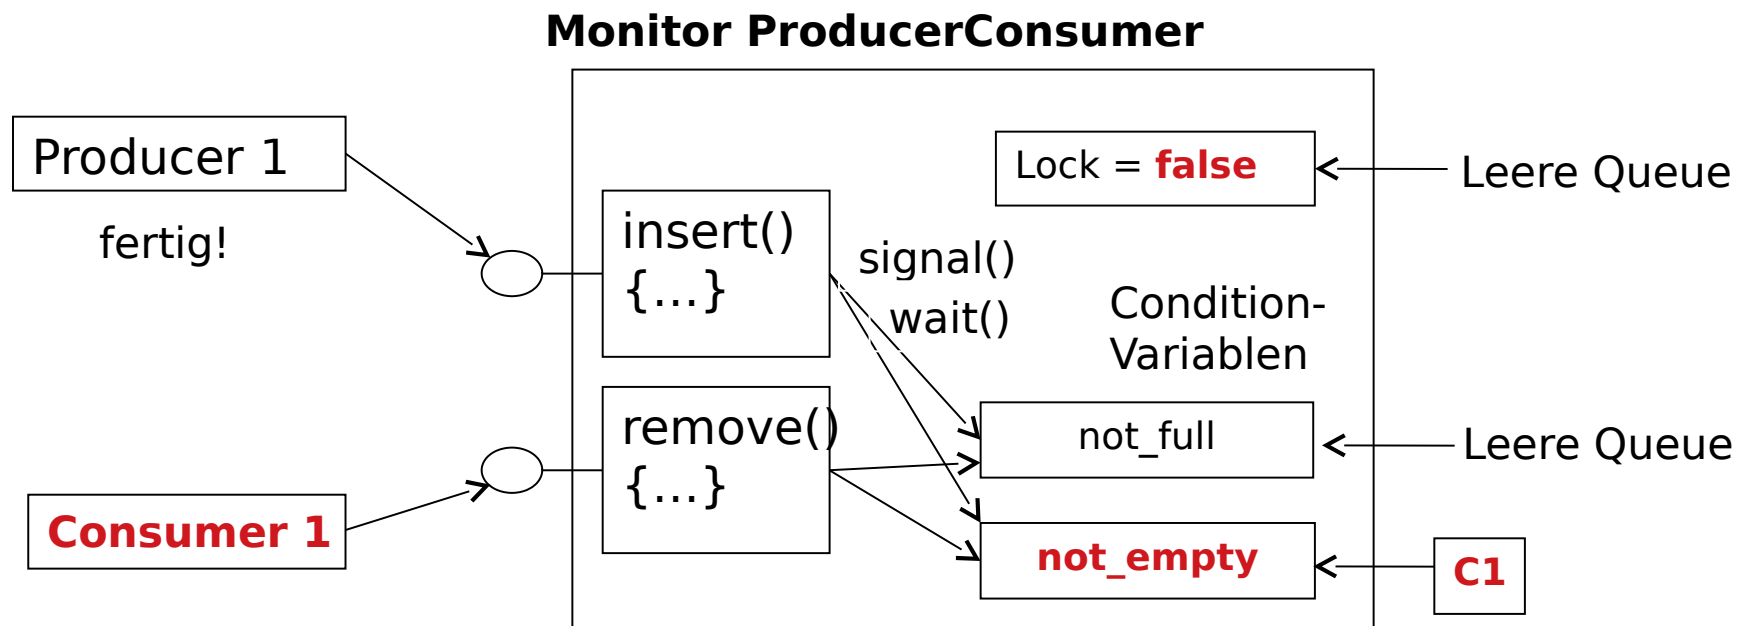 Monitor ProducerConsumer
Producer 1
fertig!
insert()
{...}
signal()
wait()
Lock = false
Leere Queue
Condition-
Variablen
remove()
{...}
not_full
Leere Queue
Consumer 1
not_empty
C1